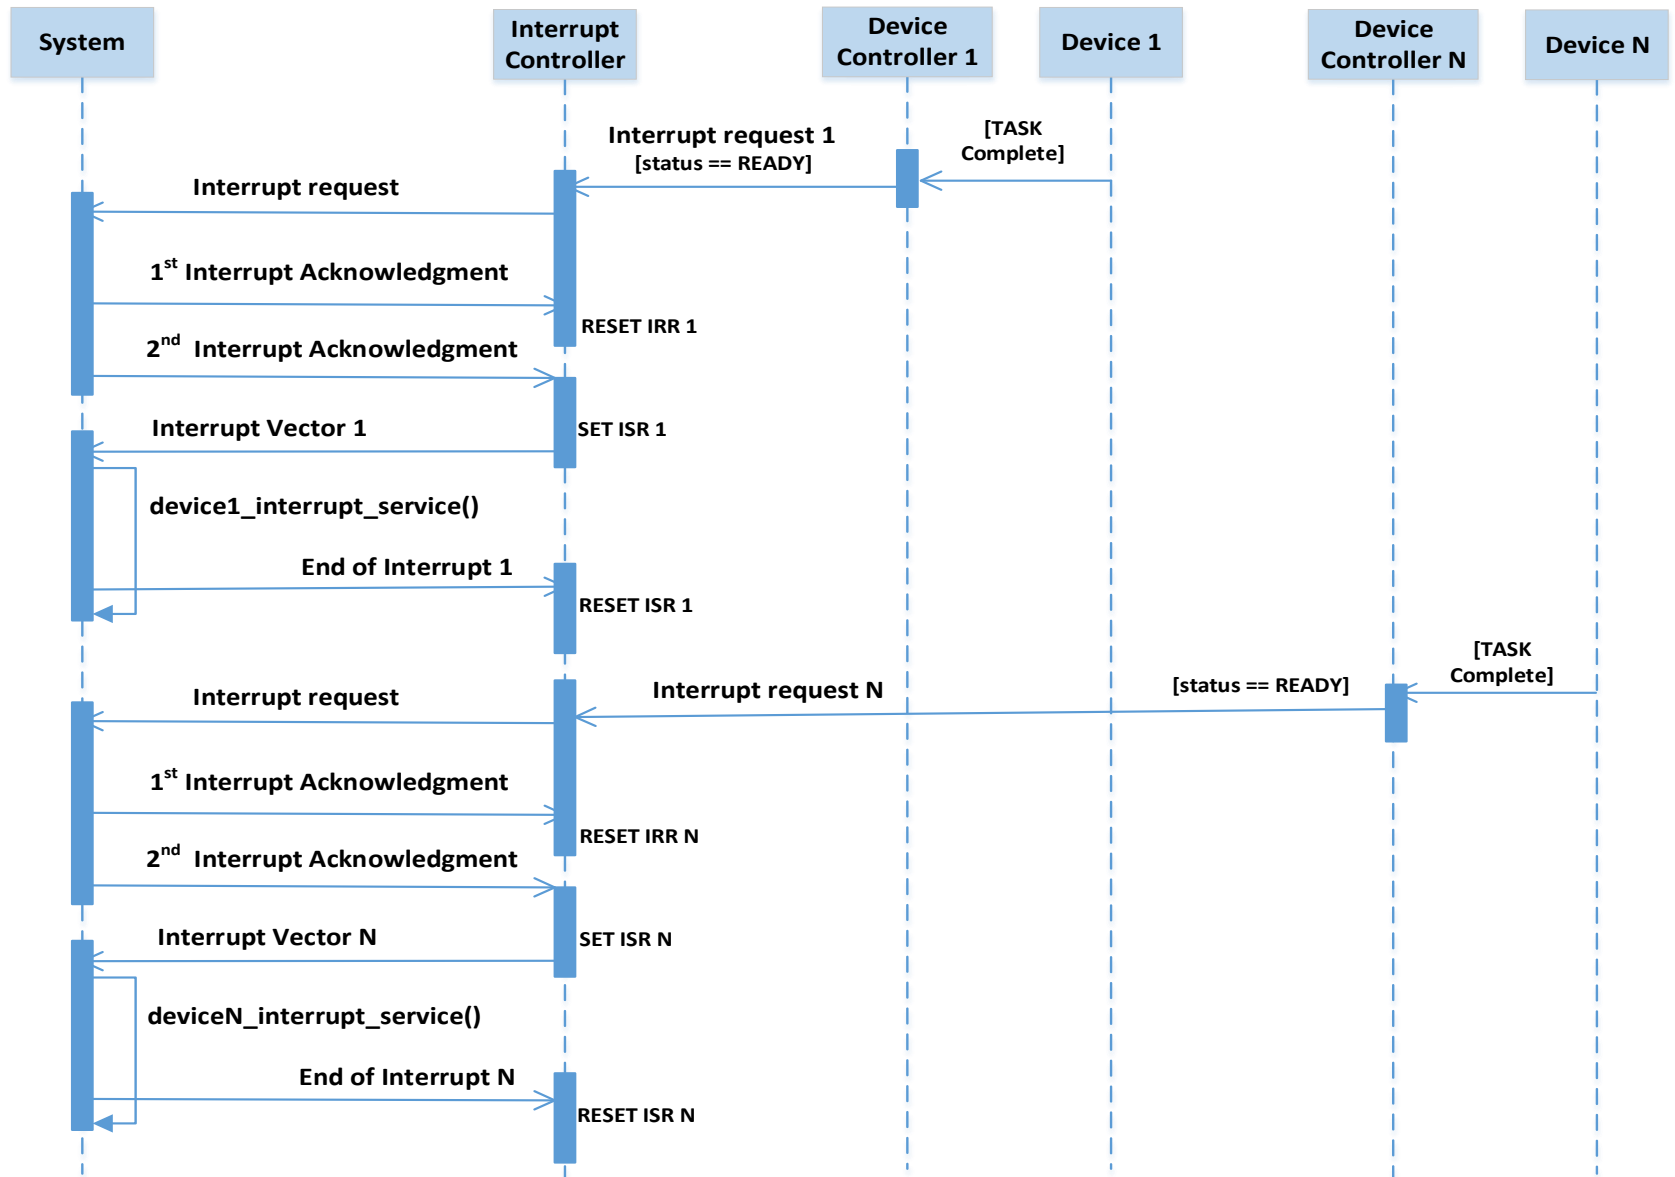 System
Interrupt
Controller
Device
Controller 1
Device 1
Device
Controller N
Device N
Interrupt request 1
[status == READY]
[TASK
Complete]
Interrupt request
1st Interrupt Acknowledgment
RESET IRR 1
2nd Interrupt Acknowledgment
Interrupt Vector 1
SET ISR 1
device1_interrupt_service()
End of Interrupt 1
RESET ISR 1
[TASK
Complete]
Interrupt request
Interrupt request N
[status == READY]
1st Interrupt Acknowledgment
RESET IRR N
2nd Interrupt Acknowledgment
Interrupt Vector N
SET ISR N
deviceN_interrupt_service()
End of Interrupt N
RESET ISR N